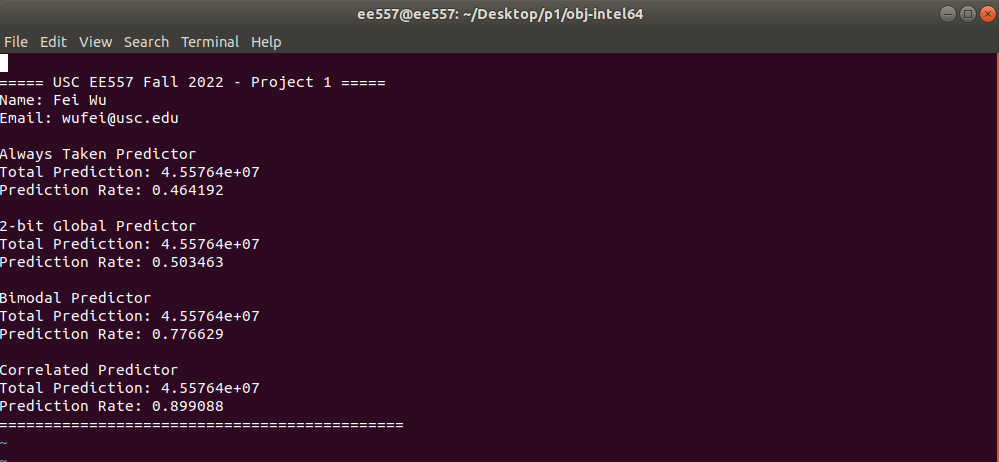 ee557@ee557: ~/Desktop/p1/obj-intel64
File Edit View Search Terminal Help
===== USC EE557 Fall 2022 - Project 1 =====
Name: Fei Wu
Email: wufei@usc.edu
Always Taken Predictor
Total Prediction: 4.55764e+07
Prediction Rate: 0.464192
2-bit Global Predictor
Total Prediction: 4.55764e+07
Prediction Rate: 0.503463
Bimodal Predictor
Total Prediction: 4.55764e+07
Prediction Rate: 0.776629
Correlated Predictor
Total Prediction: 4.55764e+07
Prediction Rate: 0.899088
=============================================
~
~